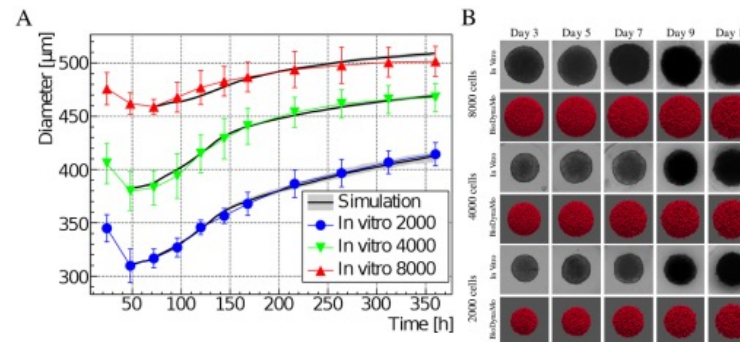 A
Diameter [µm]
500
450
400
350
300
50 100 150 200 250 300 350
Time [h]
Simulation
In vitro 2000
In vitro 4000
In vitro 8000
B
Day 3 Day 5 Day 7 Day 9 Day
8000 cells
In Vitro
BioDynaMo
4000 cells
In Vitro
BioDynaMo
2000 cells
In Vitro
BioDynaMo